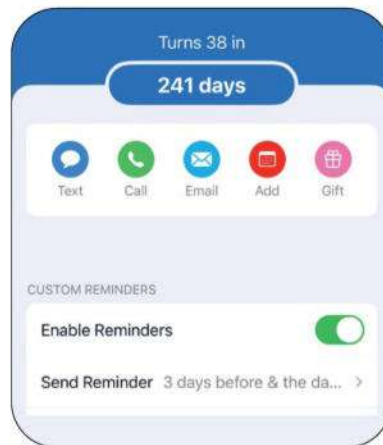 Turns 38 in
241 days
Text Call Email Add Gift
CUSTOM REMINDERS
Enable Reminders
Send Reminder 3 days before & the da... >